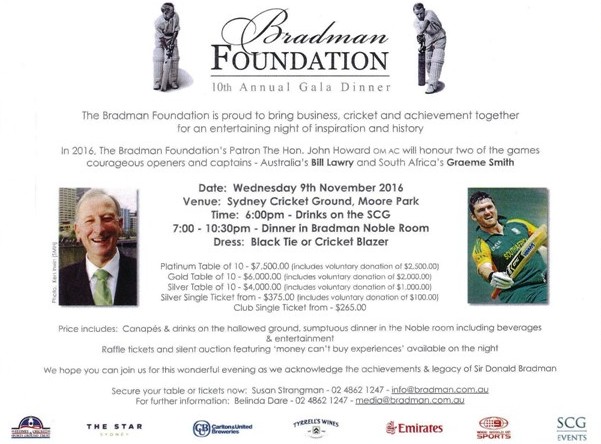 Bradman
FOUNDATION
10th Annual Gala Dinner
The Bradman Foundation is proud to bring business, cricket and achievement together
for an entertaining night of inspiration and history
In 2016, The Bradman Foundation's Patron The Hon. John Howard OM AC will honour two of the games
courageous openers and captains - Australia's Bill Lawry and South Africa's Graeme Smith
Date: Wednesday 9th November 2016
Venue: Sydney Cricket Ground, Moore Park
Time: 6:00pm - Drinks on the SCG
7:00 - 10:30pm - Dinner in Bradman Noble Room
Dress: Black Tie or Cricket Blazer
Platinum Table of 10 - $7,500.00 (includes voluntary donation of $2,500)
Gold Table of 10 - $6,000.00 (includes voluntary donation of $2,000)
Silver Table of 10 - $4,000.00 (includes voluntary donation of $1,000)
Silver Single Ticket from - $375.00 (includes voluntary donation of $100)
Club Single Ticket from - $265.00
Price includes: Canapés & drinks on the hallowed ground, sumptuous dinner in the Noble room including beverages
& entertainment
Raffle tickets and silent auction featuring 'money can't buy experiences' available on the night
We hope you can join us for this wonderful evening as we acknowledge the achievements & legacy of Sir Donald Bradman
Secure your table or tickets now: Susan Strangman - 02 4862 1247 - info@bradman.com.au
For further information: Belinda Dare - 02 4862 1247 - media@bradman.com.au
THE STAR
SYDNEY
CUB
Carlton & United
Breweries
TYRRELL'S WINES
Emirates
9
SPORTS
SCG
EVENTS